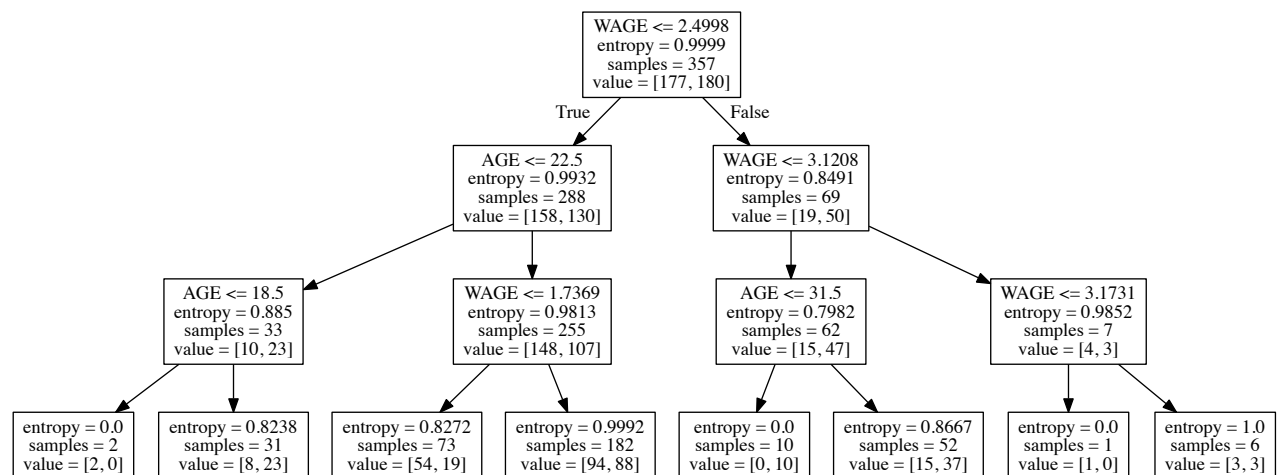 WAGE <= 2.4998
entropy = 0.9999
samples = 357
value = [177, 180]
True
False
AGE <= 22.5
entropy = 0.9932
samples = 288
value = [158, 130]
WAGE <= 3.1208
entropy = 0.8491
samples = 69
value = [19, 50]
AGE <= 18.5
entropy = 0.885
samples = 33
value = [10, 23]
WAGE <= 1.7369
entropy = 0.9813
samples = 255
value = [148, 107]
AGE <= 31.5
entropy = 0.7982
samples = 62
value = [15, 47]
WAGE <= 3.1731
entropy = 0.9852
samples = 7
value = [4, 3]
entropy = 0.0
samples = 2
value = [2, 0]
entropy = 0.8238
samples = 31
value = [8, 23]
entropy = 0.8272
samples = 73
value = [54, 19]
entropy = 0.9992
samples = 182
value = [94, 88]
entropy = 0.0
samples = 10
value = [0, 10]
entropy = 0.8667
samples = 52
value = [15, 37]
entropy = 0.0
samples = 1
value = [1, 0]
entropy = 1.0
samples = 6
value = [3, 3]